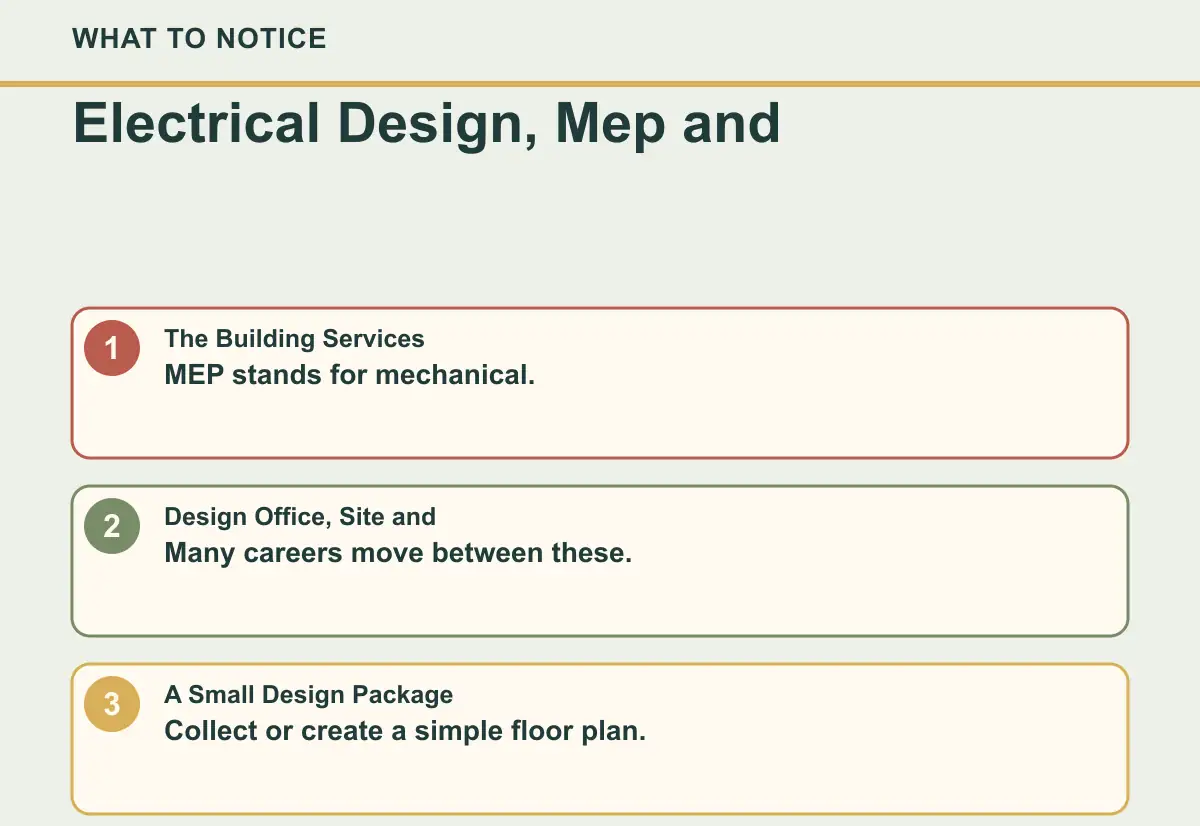 WHAT TO NOTICE
Electrical Design, Mep and
1
The Building Services
MEP stands for mechanical.
2
Design Office, Site and
Many careers move between these.
3
A Small Design Package
Collect or create a simple floor plan.